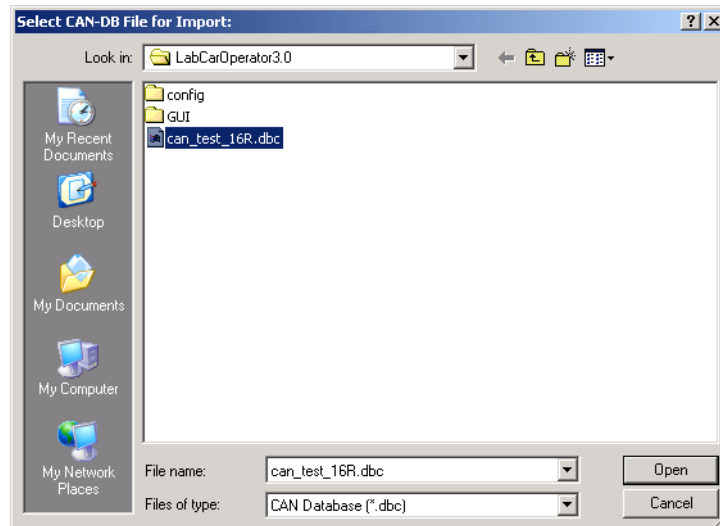 Select CAN-DB File for Import:
Look in:
LabCarOperator3.0
config
GUI
can_test_16R.dbc
My Recent
Documents
Desktop
My Documents
My Computer
My Network
Places
File name:
can_test_16R.dbc
Open
Files of type:
CAN Database (*.dbc)
Cancel